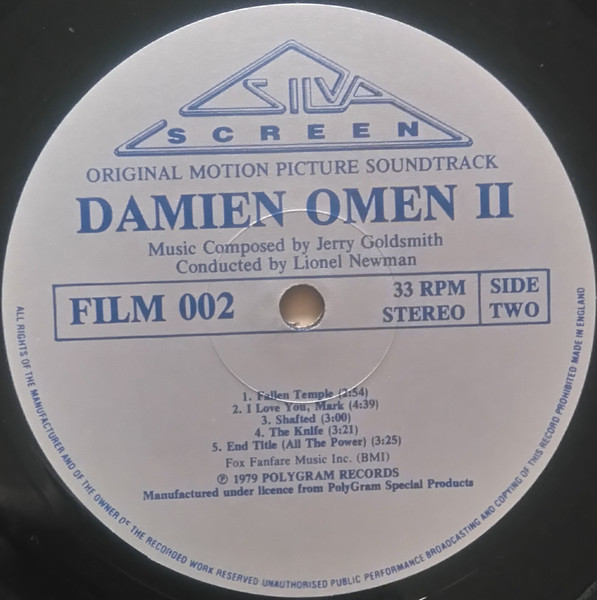 SILVA
SCREEN
ORIGINAL MOTION PICTURE SOUNDTRACK
DAMIEN OMEN II
Music Composed by Jerry Goldsmith
Conducted by Lionel Newman
FILM 002
33 RPM
STEREO
SIDE
TWO
1. Fallen Temple (2:54)
2. I Love You, Mark (4:39)
3. Shafted (3:00)
4. The Knife (3:21)
5. End Title (All The Power) (3:25)
Fox Fanfare Music Inc. (BMI)
Ⓟ 1979 POLYGRAM RECORDS
Manufactured under licence from PolyGram Special Products
ALL RIGHTS OF THE MANUFACTURER AND OF THE OWNER OF THE RECORDED WORK RESERVED UNAUTHORISED PUBLIC PERFORMANCE BROADCASTING AND COPYING OF THIS RECORD PROHIBITED MADE IN ENGLAND